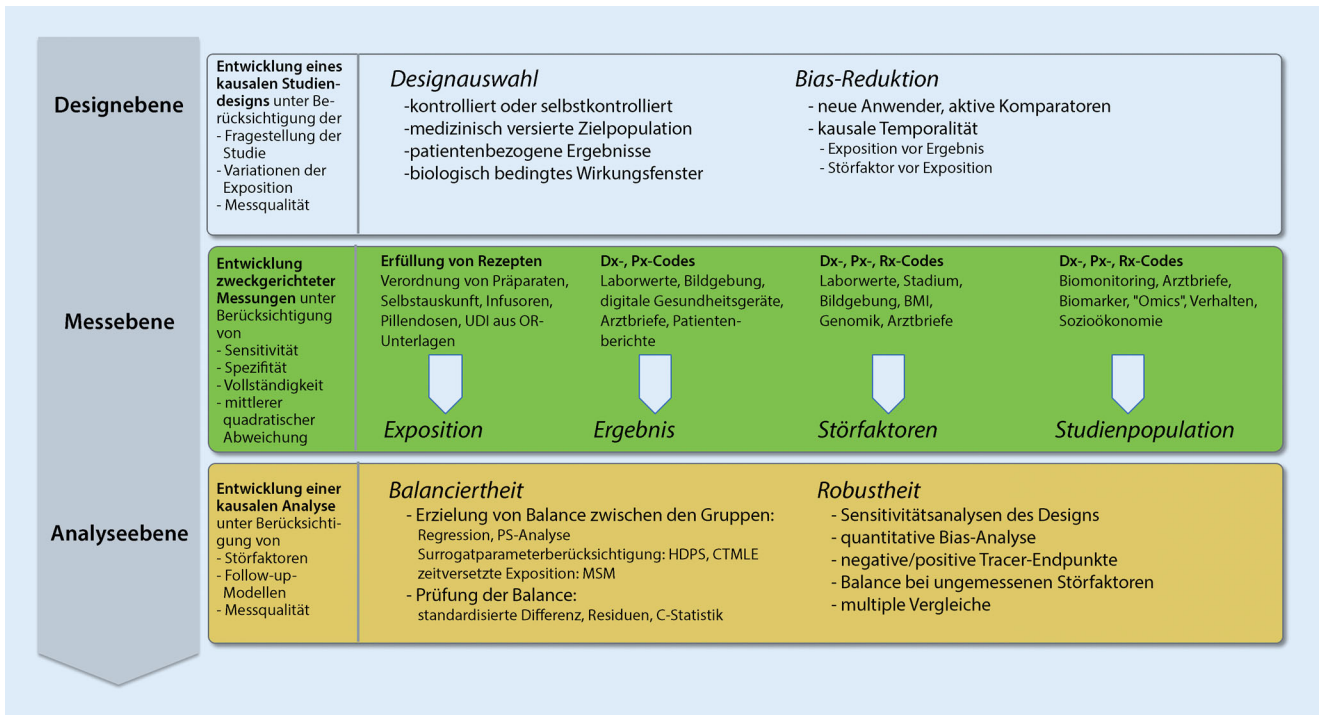 Designebene
Entwicklung eines
kausalen Studien-
designs unter Be-
rücksichtigung der
- Fragestellung der
Studie
- Variationen der
Exposition
- Messqualität
Designauswahl
-kontrolliert oder selbstkontrolliert
-medizinisch versierte Zielpopulation
-patientenbezogene Ergebnisse
-biologisch bedingtes Wirkungsfenster
Bias-Reduktion
- neue Anwender, aktive Komparatoren
- kausale Temporalität
- Exposition vor Ergebnis
- Störfaktor vor Exposition
Messebene
Entwicklung
zweckgerichteter
Messungen unter
Berücksichtigung
von
- Sensitivität
- Spezifität
- Vollständigkeit
- mittlerer
quadratischer
Abweichung
Erfüllung von Rezepten
Verordnung von Präparaten,
Selbstauskunft, Infusoren,
Pillendosen, UDI aus OR-
Unterlagen
Exposition
Dx-, Px-Codes
Laborwerte, Bildgebung,
digitale Gesundheitsgeräte,
Arztbriefe, Patienten-
berichte
Ergebnis
Dx-, Px-, Rx-Codes
Laborwerte, Stadium,
Bildgebung, BMI,
Genomik, Arztbriefe
Störfaktoren
Dx-, Px-, Rx-Codes
Biomonitoring, Arztbriefe,
Biomarker, "Omics", Verhalten,
Sozioökonomie
Studienpopulation
Analyseebene
Entwicklung einer
kausalen Analyse
unter Berücksichti-
gung von
- Störfaktoren
- Follow-up-
Modellen
- Messqualität
Balanciertheit
- Erzielung von Balance zwischen den Gruppen:
Regression, PS-Analyse
Surrogatparameterberücksichtigung: HDPS, CTMLE
zeitversetzte Exposition: MSM
- Prüfung der Balance:
standardisierte Differenz, Residuen, C-Statistik
Robustheit
- Sensitivitätsanalysen des Designs
- quantitative Bias-Analyse
- negative/positive Tracer-Endpunkte
- Balance bei ungemessenen Störfaktoren
- multiple Vergleiche